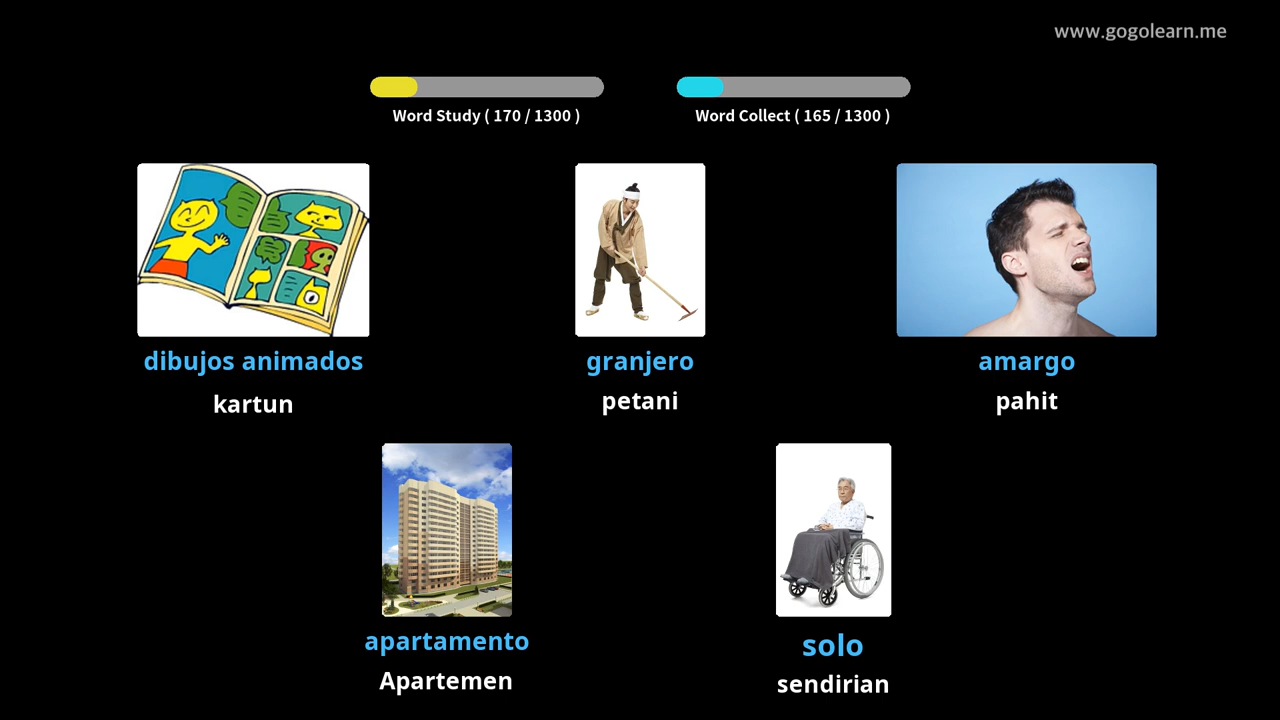 www.gogolearn.me
Word Study ( 170 / 1300 )
Word Collect ( 165 / 1300 )
dibujos animados
kartun
granjero
petani
amargo
pahit
apartamento
Apartemen
solo
sendirian